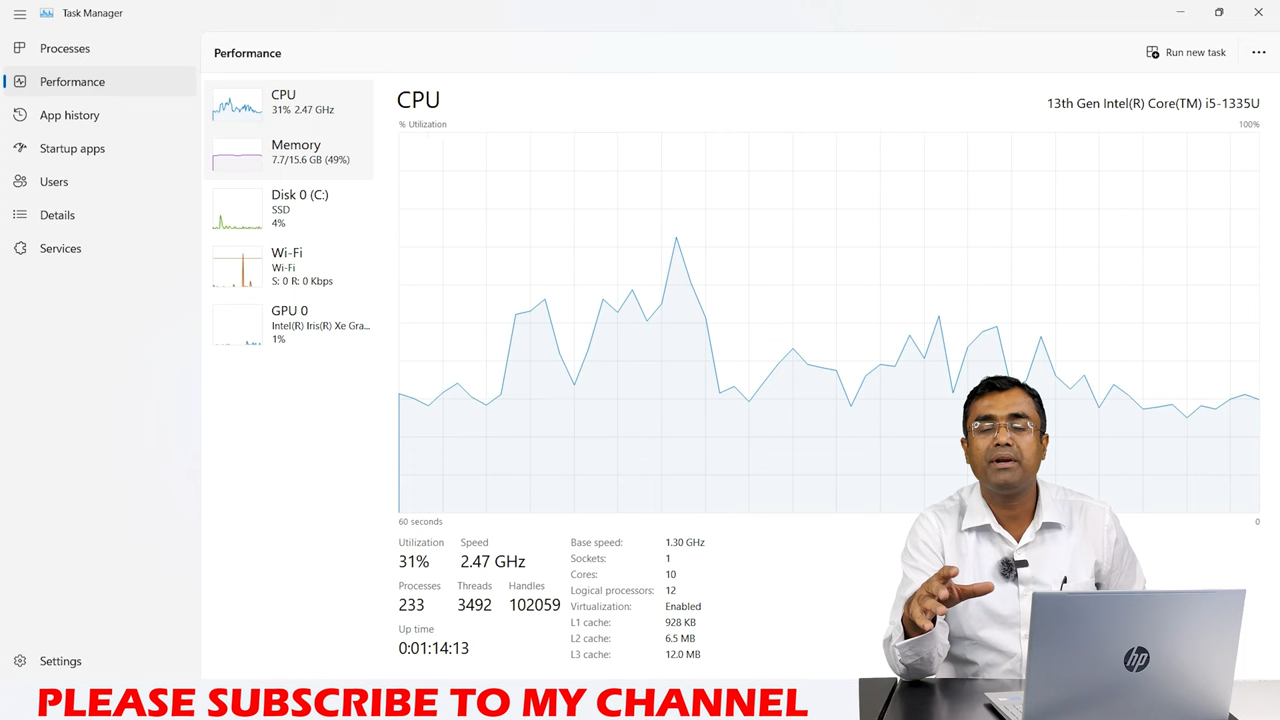 Task Manager
Processes
Performance
App history
Startup apps
Users
Details
Services
Settings
Performance
Run new task
CPU
31% 2.47 GHz
Memory
7.7/15.6 GB (49%)
Disk 0 (C:)
SSD
4%
Wi-Fi
Wi-Fi
S: 0 R: 0 Kbps
GPU 0
Intel(R) Iris(R) Xe Gra...
1%
CPU
13th Gen Intel(R) Core(TM) i5-1335U
% Utilization
100%
60 seconds
0
Utilization
Speed
31%
2.47 GHz
Processes
Threads
Handles
233
3492
102059
Up time
0:01:14:13
Base speed: 1.30 GHz
Sockets: 1
Cores: 10
Logical processors: 12
Virtualization: Enabled
L1 cache: 928 KB
L2 cache: 6.5 MB
L3 cache: 12.0 MB
hp
PLEASE SUBSCRIBE TO MY CHANNEL